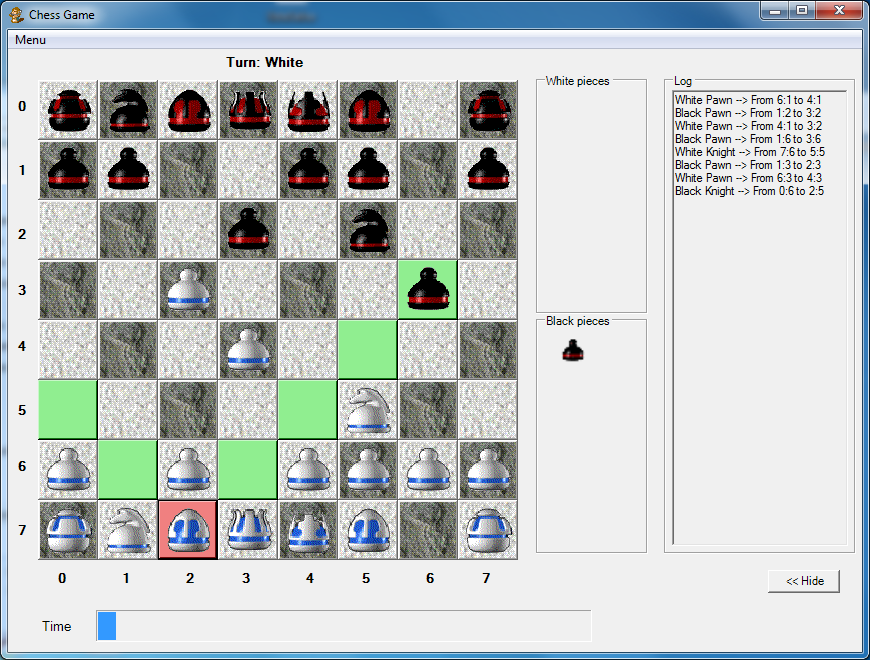 Chess Game
Menu
Turn: White
White pieces
Log
0
White Pawn --> From 6:1 to 4:1
Black Pawn --> From 1:2 to 3:2
White Pawn --> From 4:1 to 3:2
Black Pawn --> From 1:6 to 3:6
White Knight --> From 7:6 to 5:5
Black Pawn --> From 1:3 to 2:3
White Pawn --> From 6:3 to 4:3
Black Knight --> From 0:6 to 2:5
1
2
3
Black pieces
4
5
6
7
0 1 2 3 4 5 6 7
<< Hide
Time